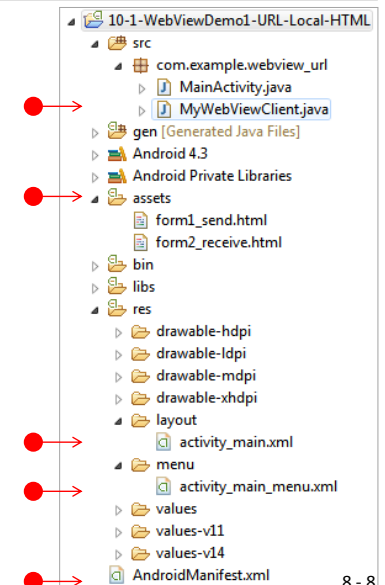 10-1-WebViewDemo1-URL-Local-HTML
src
com.example.webview_url
MainActivity.java
MyWebViewClient.java
gen [Generated Java Files]
Android 4.3
Android Private Libraries
assets
form1_send.html
form2_receive.html
bin
libs
res
drawable-hdpi
drawable-ldpi
drawable-mdpi
drawable-xhdpi
layout
activity_main.xml
menu
activity_main_menu.xml
values
values-v11
values-v14
AndroidManifest.xml
8 - 8